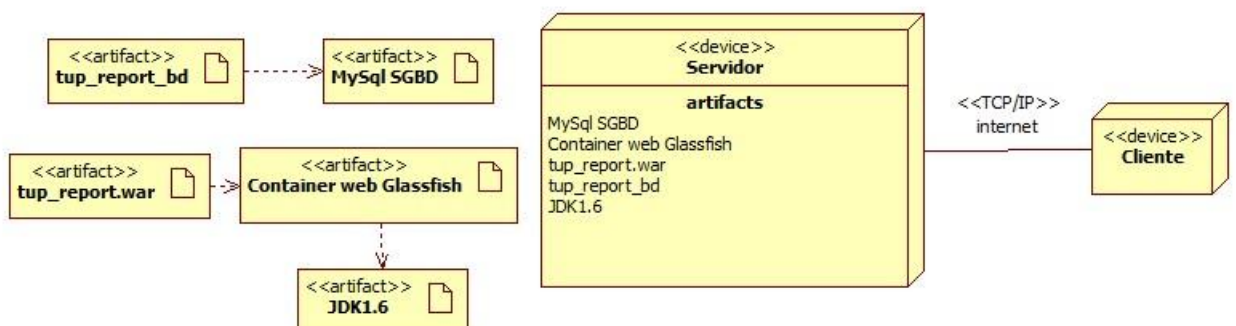 <<artifact>>
tup_report_bd
<<artifact>>
MySql SGBD
<<artifact>>
tup_report.war
<<artifact>>
Container web Glassfish
<<artifact>>
JDK1.6
<<device>>
Servidor
artifacts
MySql SGBD
Container web Glassfish
tup_report.war
tup_report_bd
JDK1.6
<<TCP/IP>>
internet
<<device>>
Cliente